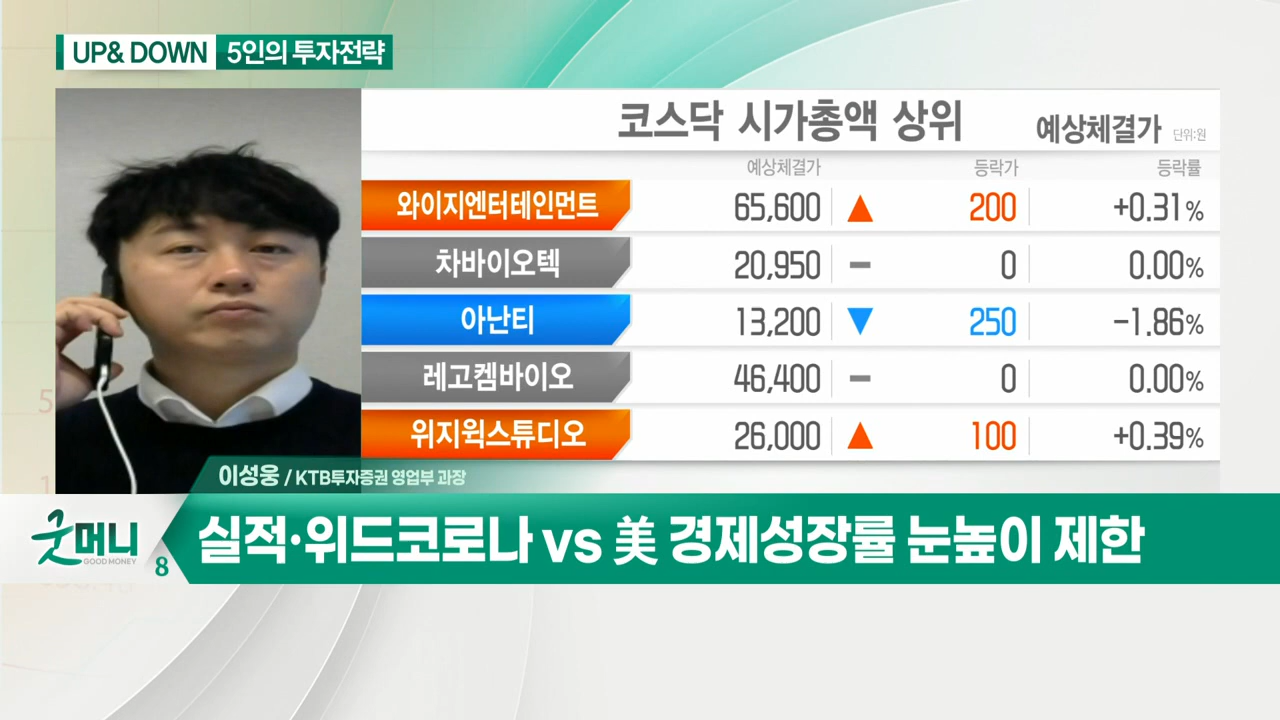 UP& DOWN 5인의 투자전략
코스닥 시가총액 상위 예상체결가 단위:원
예상체결가 등락가 등락률
와이지엔터테인먼트 65,600 ▲ 200 +0.31%
차바이오텍 20,950 − 0 0.00%
아난티 13,200 ▼ 250 −1.86%
레고켐바이오 46,400 − 0 0.00%
위지윅스튜디오 26,000 ▲ 100 +0.39%
5
1
이성웅 / KTB투자증권 영업부 과장
굿머니
GOOD MONEY
8
실적·위드코로나 vs 美 경제성장률 눈높이 제한